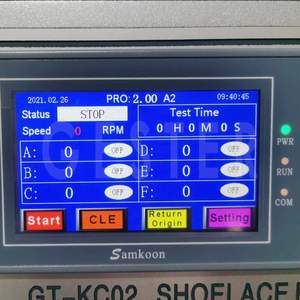 2021.02.26 PRO:2.00 A2 09:40:45
Status STOP Test Time
Speed 0 RPM 0 H 0 M 0 S
A: 0 OFF D: 0 OFF
B: 0 OFF E: 0 OFF
C: 0 OFF F: 0 OFF
Start CLE Return Origin Setting
PWR
RUN
COM
Samkoon
GT-KC02 SHOELACE